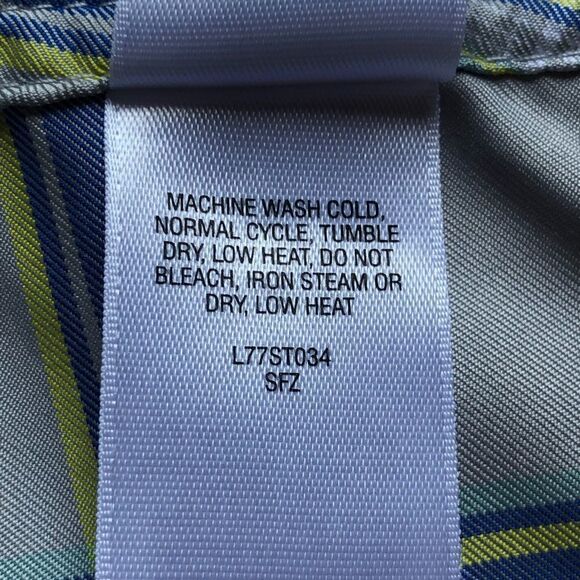 MACHINE WASH COLD,
NORMAL CYCLE, TUMBLE
DRY, LOW HEAT, DO NOT
BLEACH, IRON STEAM OR
DRY, LOW HEAT
L77ST034
SFZ